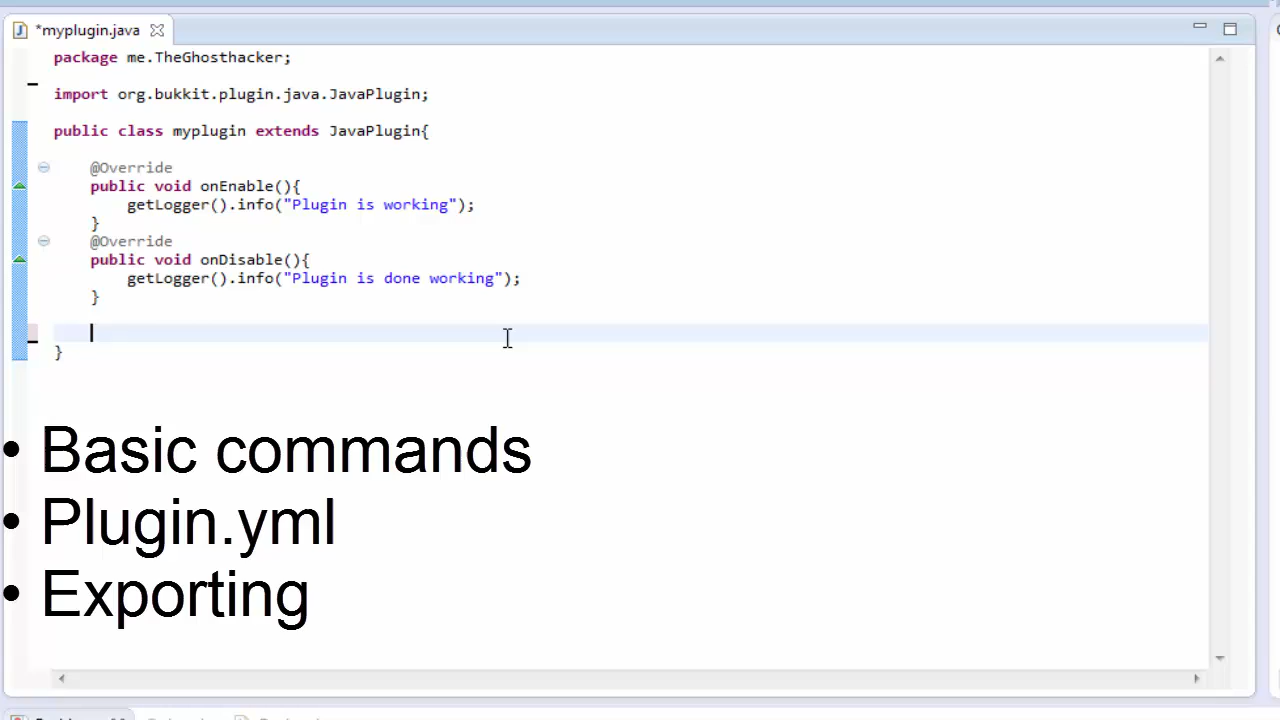 *myplugin.java
package me.TheGhosthacker;
import org.bukkit.plugin.java.JavaPlugin;
public class myplugin extends JavaPlugin{
@Override
public void onEnable(){
getLogger().info("Plugin is working");
}
@Override
public void onDisable(){
getLogger().info("Plugin is done working");
}
}
• Basic commands
• Plugin.yml
• Exporting